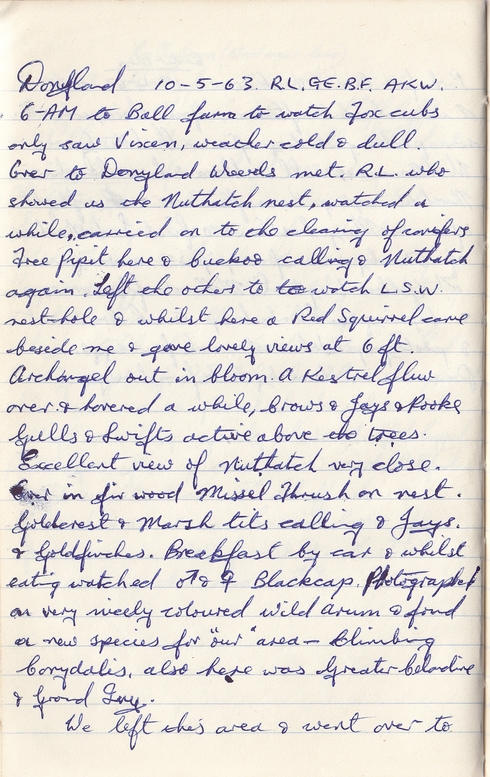 Donyland 10-5-63. R.L. GE. B.F. AKW.
6-AM to Ball farm to watch Fox cubs
only saw Vixen, weather cold & dull.
Over to Donyland Woods met. R.L. who
showed us the Nuthatch nest, watched a
while, carried on to the clearing of conifers
Tree Pipit here & Cuckoo calling & Nuthatch
again. Left the others to to watch L.S.W.
nest-hole & whilst here a Red Squirrel came
beside me & gave lovely views at 6 ft.
Archangel out in bloom. A Kestrel flew
over & hovered a while, Crows & Jays & Rooks
Gulls & Swifts active above the trees.
Excellent view of Nuthatch very close.
Over in fir wood Missel Thrush on nest.
Goldcrest & Marsh tits calling & Jays.
& Goldfinches. Breakfast by car & whilst
eating watched ♂ & ♀ Blackcap. Photographed
a very nicely coloured wild Arum & found
a new species for "our" area - Climbing
Corydalis, also here was Greater Celandine
& Ground Ivy.
We left this area & went over to